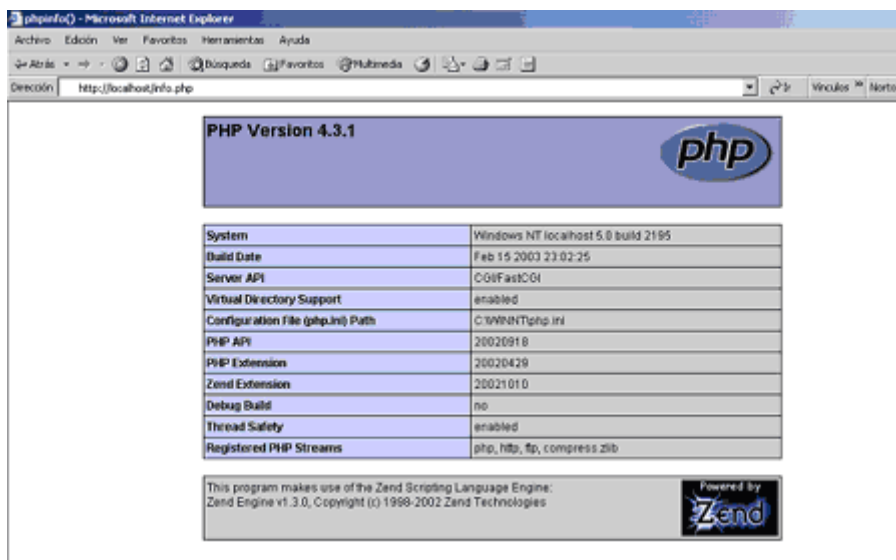 phpinfo() - Microsoft Internet Explorer
Archivo Edición Ver Favoritos Herramientas Ayuda
Atrás Búsqueda Favoritos Multimedia
Dirección http://localhost/info.php Ir Vínculos » Norto
PHP Version 4.3.1
php
System Windows NT localhost 5.0 build 2195
Build Date Feb 15 2003 23:02:25
Server API CGI/FastCGI
Virtual Directory Support enabled
Configuration File (php.ini) Path C:\WINNT\php.ini
PHP API 20020918
PHP Extension 20020429
Zend Extension 20021010
Debug Build no
Thread Safety enabled
Registered PHP Streams php, http, ftp, compress.zlib
This program makes use of the Zend Scripting Language Engine:
Zend Engine v1.3.0, Copyright (c) 1998-2002 Zend Technologies
Powered by
Zend